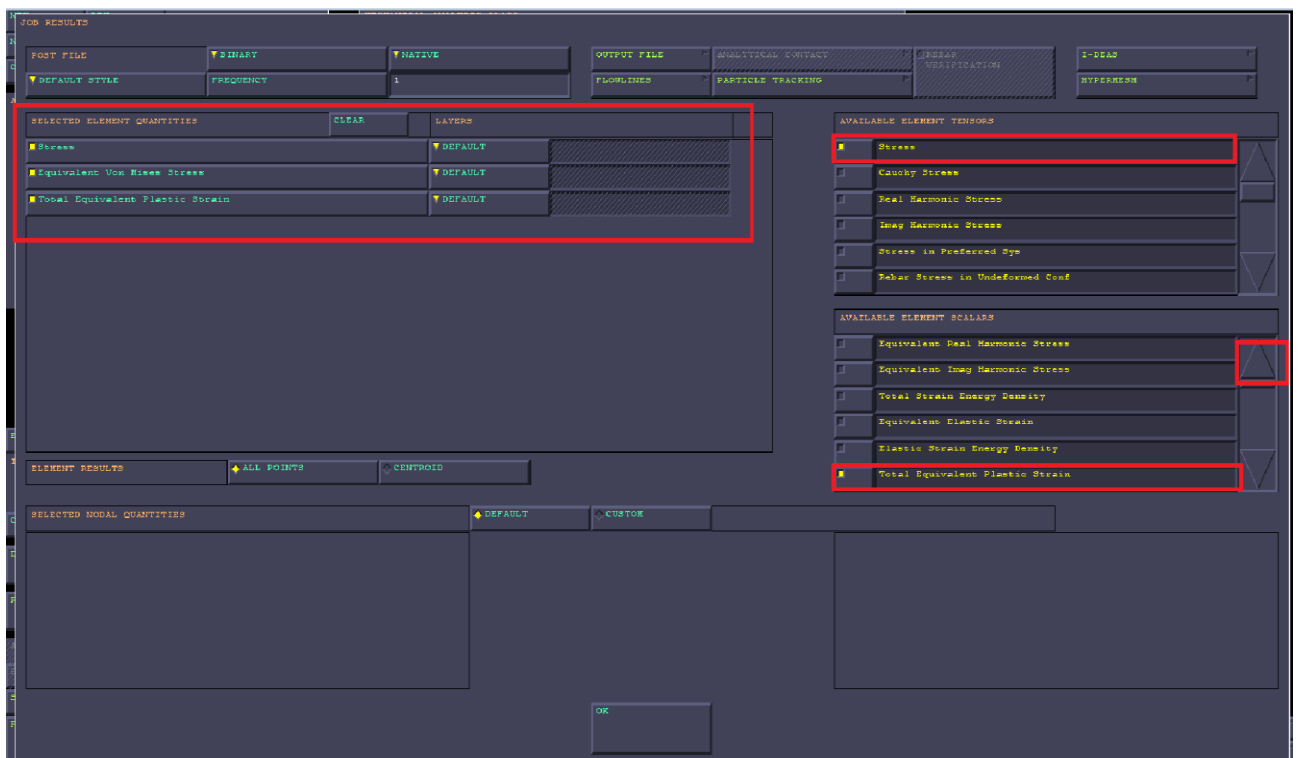 JOB RESULTS
POST FILE
BINARY
NATIVE
OUTPUT FILE
ANALYTICAL CONTACT
REBAR
VERIFICATION
I-DEAS
DEFAULT STYLE
FREQUENCY
1
FLOWLINES
PARTICLE TRACKING
HYPERMESH
SELECTED ELEMENT QUANTITIES
CLEAR
LAYERS
Stress
DEFAULT
Equivalent Von Mises Stress
DEFAULT
Total Equivalent Plastic Strain
DEFAULT
AVAILABLE ELEMENT TENSORS
Stress
Cauchy Stress
Real Harmonic Stress
Imag Harmonic Stress
Stress in Preferred Sys
Rebar Stress in Undeformed Conf
AVAILABLE ELEMENT SCALARS
Equivalent Real Harmonic Stress
Equivalent Imag Harmonic Stress
Total Strain Energy Density
Equivalent Elastic Strain
Elastic Strain Energy Density
Total Equivalent Plastic Strain
ELEMENT RESULTS
ALL POINTS
CENTROID
SELECTED NODAL QUANTITIES
DEFAULT
CUSTOM
OK